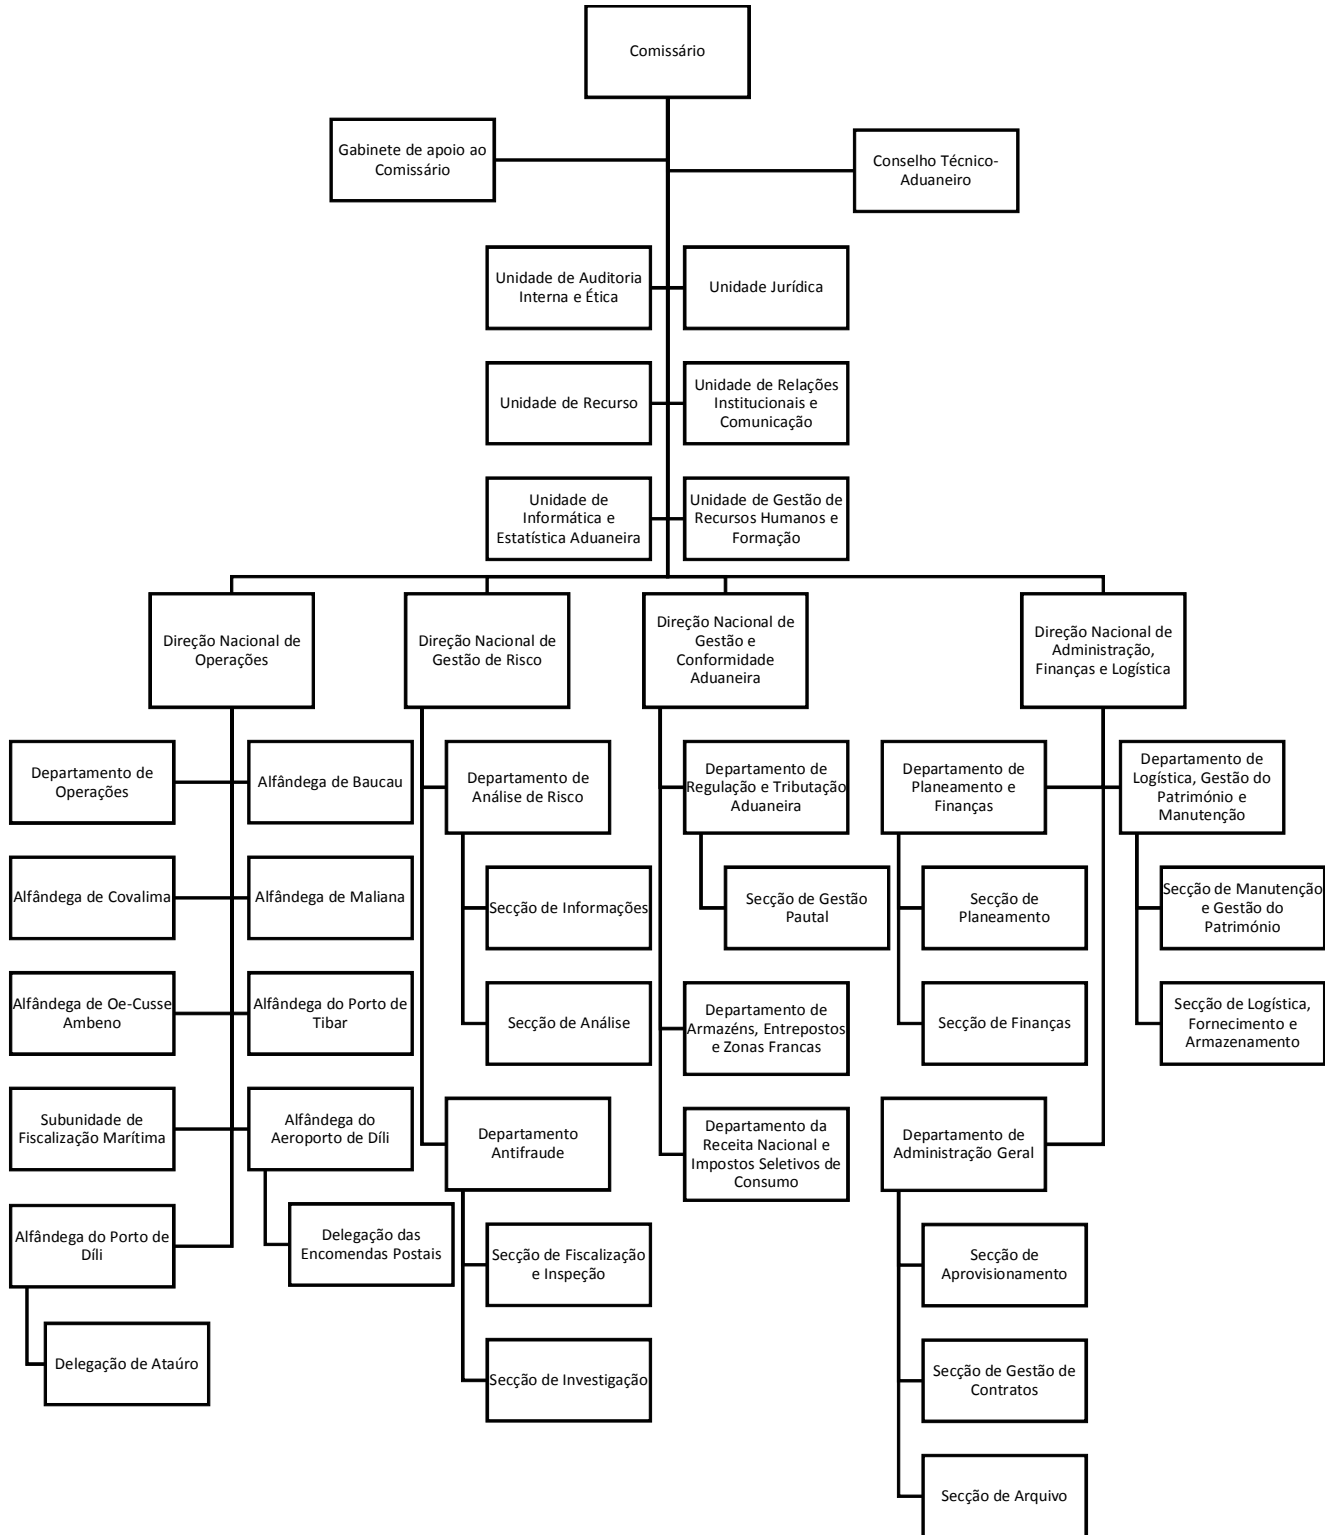 Comissário
Gabinete de apoio ao
Comissário
Conselho Técnico-
Aduaneiro
Unidade de Auditoria
Interna e Ética
Unidade Jurídica
Unidade de Recurso
Unidade de Relações
Institucionais e
Comunicação
Unidade de
Informática e
Estatística Aduaneira
Unidade de Gestão de
Recursos Humanos e
Formação
Direção Nacional de
Operações
Direção Nacional de
Gestão de Risco
Direção Nacional de
Gestão e
Conformidade
Aduaneira
Direção Nacional de
Administração,
Finanças e Logística
Departamento de
Operações
Alfândega de Baucau
Alfândega de Covalima
Alfândega de Maliana
Alfândega de Oe-Cusse
Ambeno
Alfândega do Porto de
Tibar
Subunidade de
Fiscalização Marítima
Alfândega do
Aeroporto de Díli
Delegação das
Encomendas Postais
Alfândega do Porto de
Díli
Delegação de Ataúro
Departamento de
Análise de Risco
Secção de Informações
Secção de Análise
Departamento
Antifraude
Secção de Fiscalização
e Inspeção
Secção de Investigação
Departamento de
Regulação e Tributação
Aduaneira
Secção de Gestão
Pautal
Departamento de
Armazéns, Entrepostos
e Zonas Francas
Departamento da
Receita Nacional e
Impostos Seletivos de
Consumo
Departamento de
Planeamento e
Finanças
Secção de
Planeamento
Secção de Finanças
Departamento de
Logística, Gestão do
Património e
Manutenção
Secção de Manutenção
e Gestão do
Património
Secção de Logística,
Fornecimento e
Armazenamento
Departamento de
Administração Geral
Secção de
Aprovisionamento
Secção de Gestão de
Contratos
Secção de Arquivo